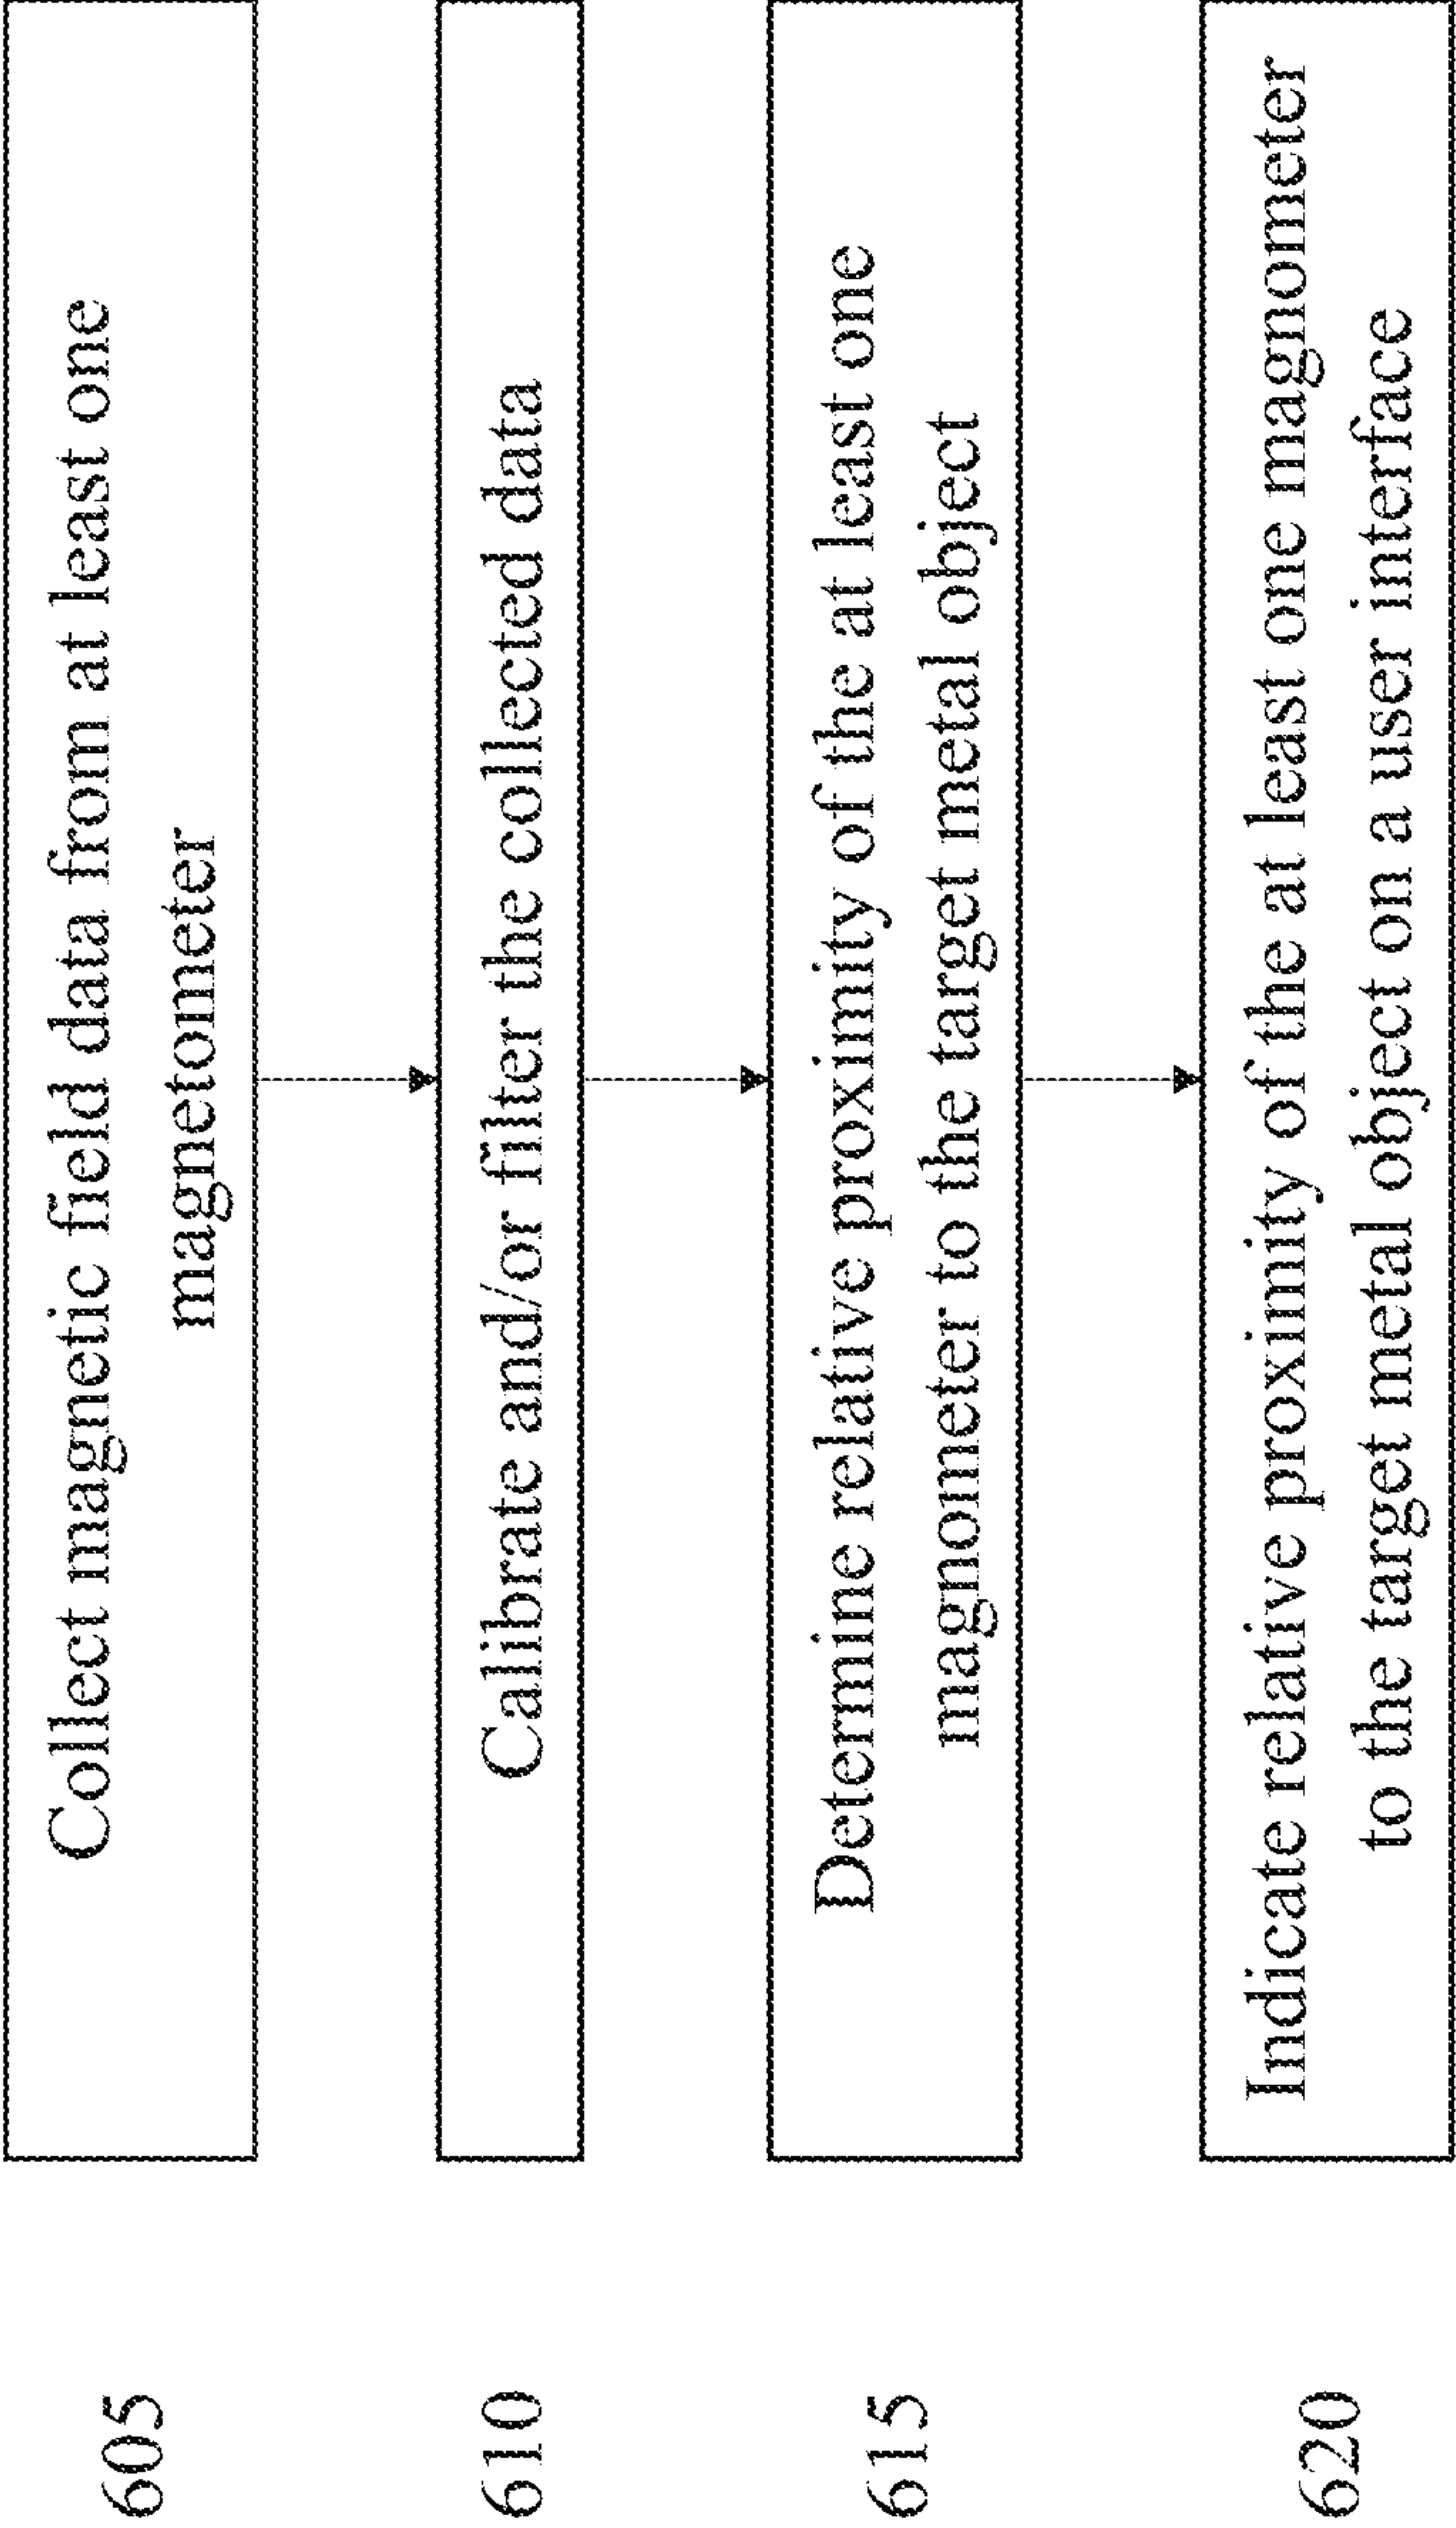 605
Collect magnetic field data from at least one
magnetometer
610
Calibrate and/or filter the collected data
615
Determine relative proximity of the at least one
magnometer to the target metal object
620
Indicate relative proximity of the at least one magnometer
to the target metal object on a user interface